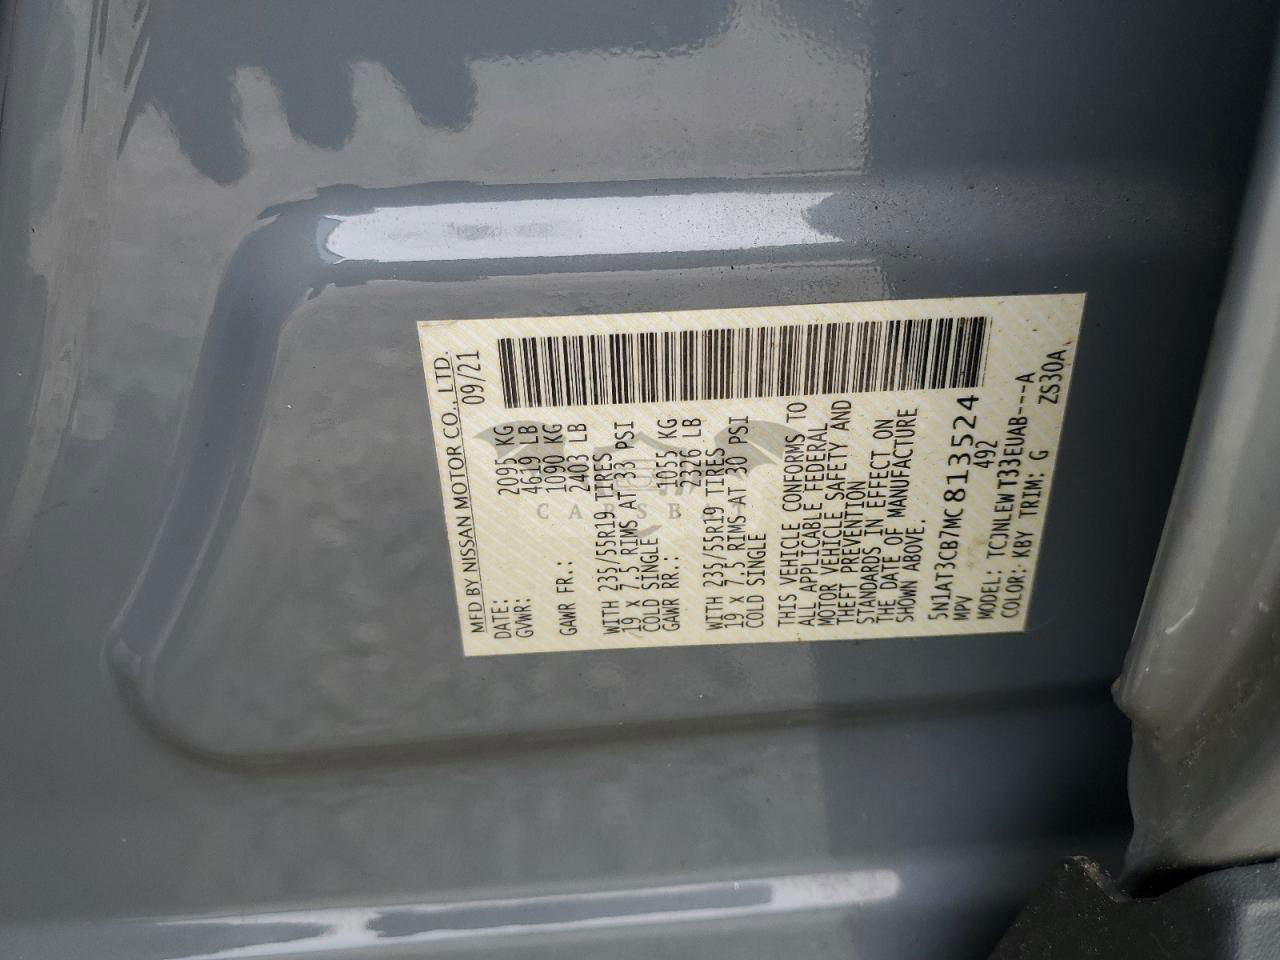 MFD BY NISSAN MOTOR CO., LTD.
DATE: 09/21
GVWR: 2095 KG
4619 LB
GAWR FR.: 1090 KG
2403 LB
WITH 235/55R19 TIRES
19 X 7.5 RIMS AT 33 PSI
COLD SINGLE
GAWR RR.: 1055 KG
2326 LB
WITH 235/55R19 TIRES
19 X 7.5 RIMS AT 30 PSI
COLD SINGLE
THIS VEHICLE CONFORMS TO
ALL APPLICABLE FEDERAL
MOTOR VEHICLE SAFETY AND
THEFT PREVENTION
STANDARDS IN EFFECT ON
THE DATE OF MANUFACTURE
SHOWN ABOVE.
5N1AT3CB7MC813524
MPV 492
MODEL: TCJNLEWT33EUAB---A
COLOR: KBY TRIM: G ZS30A